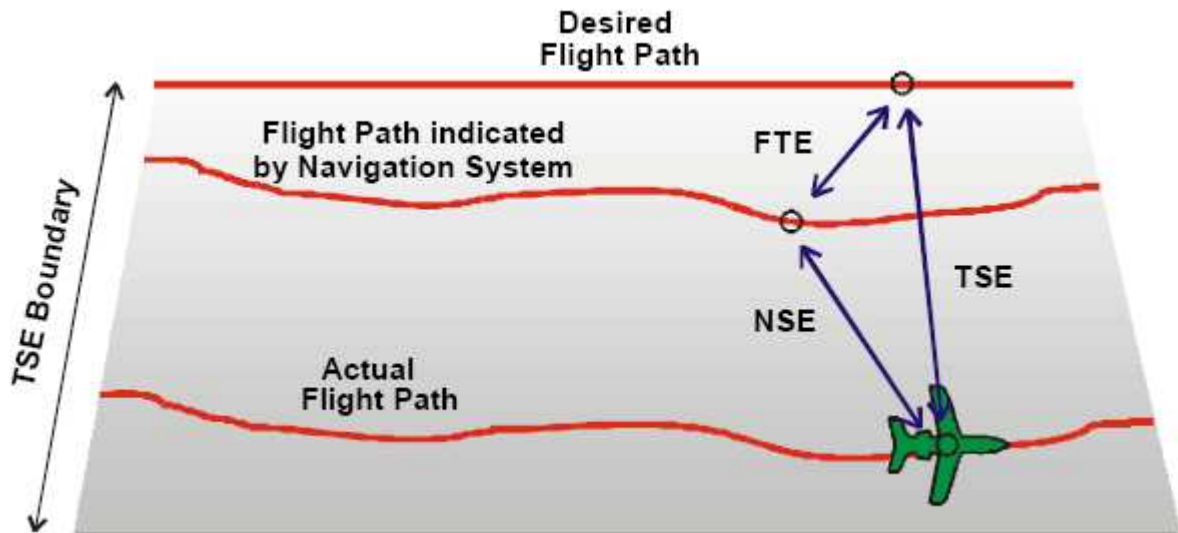 Desired
Flight Path
Flight Path indicated
by Navigation System
FTE
TSE
NSE
TSE Boundary
Actual
Flight Path